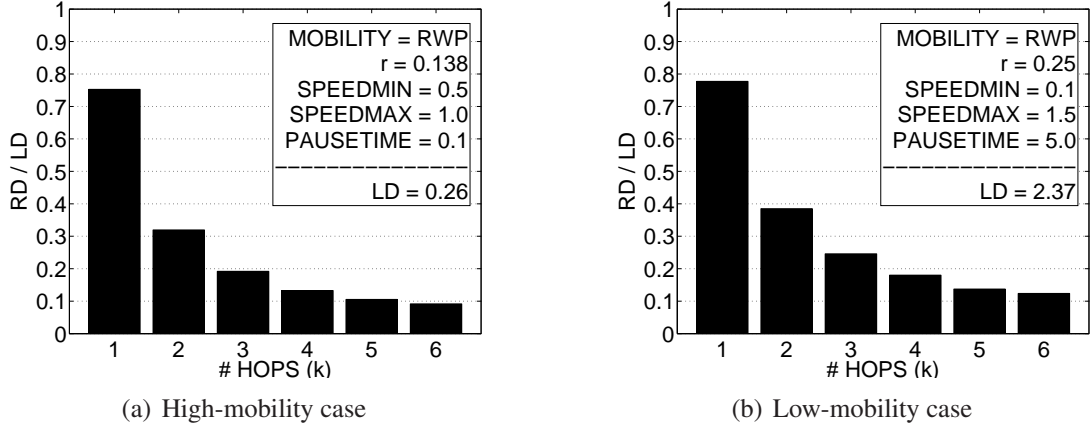 1
0.9
0.8
0.7
0.6
0.5
0.4
0.3
0.2
0.1
0
RD / LD
MOBILITY = RWP
r = 0.138
SPEEDMIN = 0.5
SPEEDMAX = 1.0
PAUSETIME = 0.1
------------------
LD = 0.26
1 2 3 4 5 6
# HOPS (k)
(a) High-mobility case
1
0.9
0.8
0.7
0.6
0.5
0.4
0.3
0.2
0.1
0
RD / LD
MOBILITY = RWP
r = 0.25
SPEEDMIN = 0.1
SPEEDMAX = 1.5
PAUSETIME = 5.0
------------------
LD = 2.37
1 2 3 4 5 6
# HOPS (k)
(b) Low-mobility case